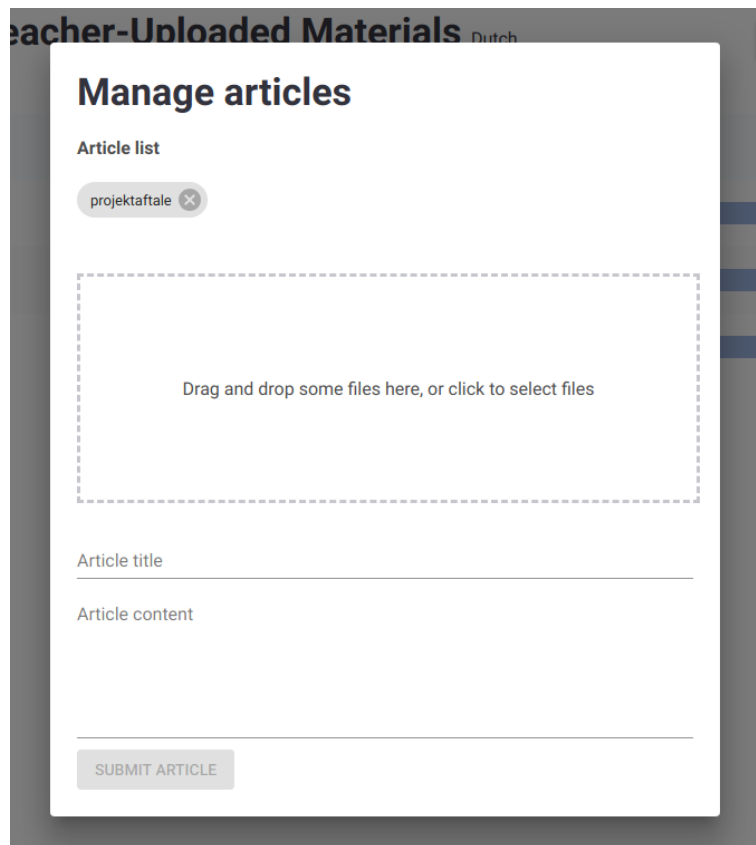 eacher-Uploaded Materials Dutch
Manage articles
Article list
projektaftale
Drag and drop some files here, or click to select files
Article title
Article content
SUBMIT ARTICLE